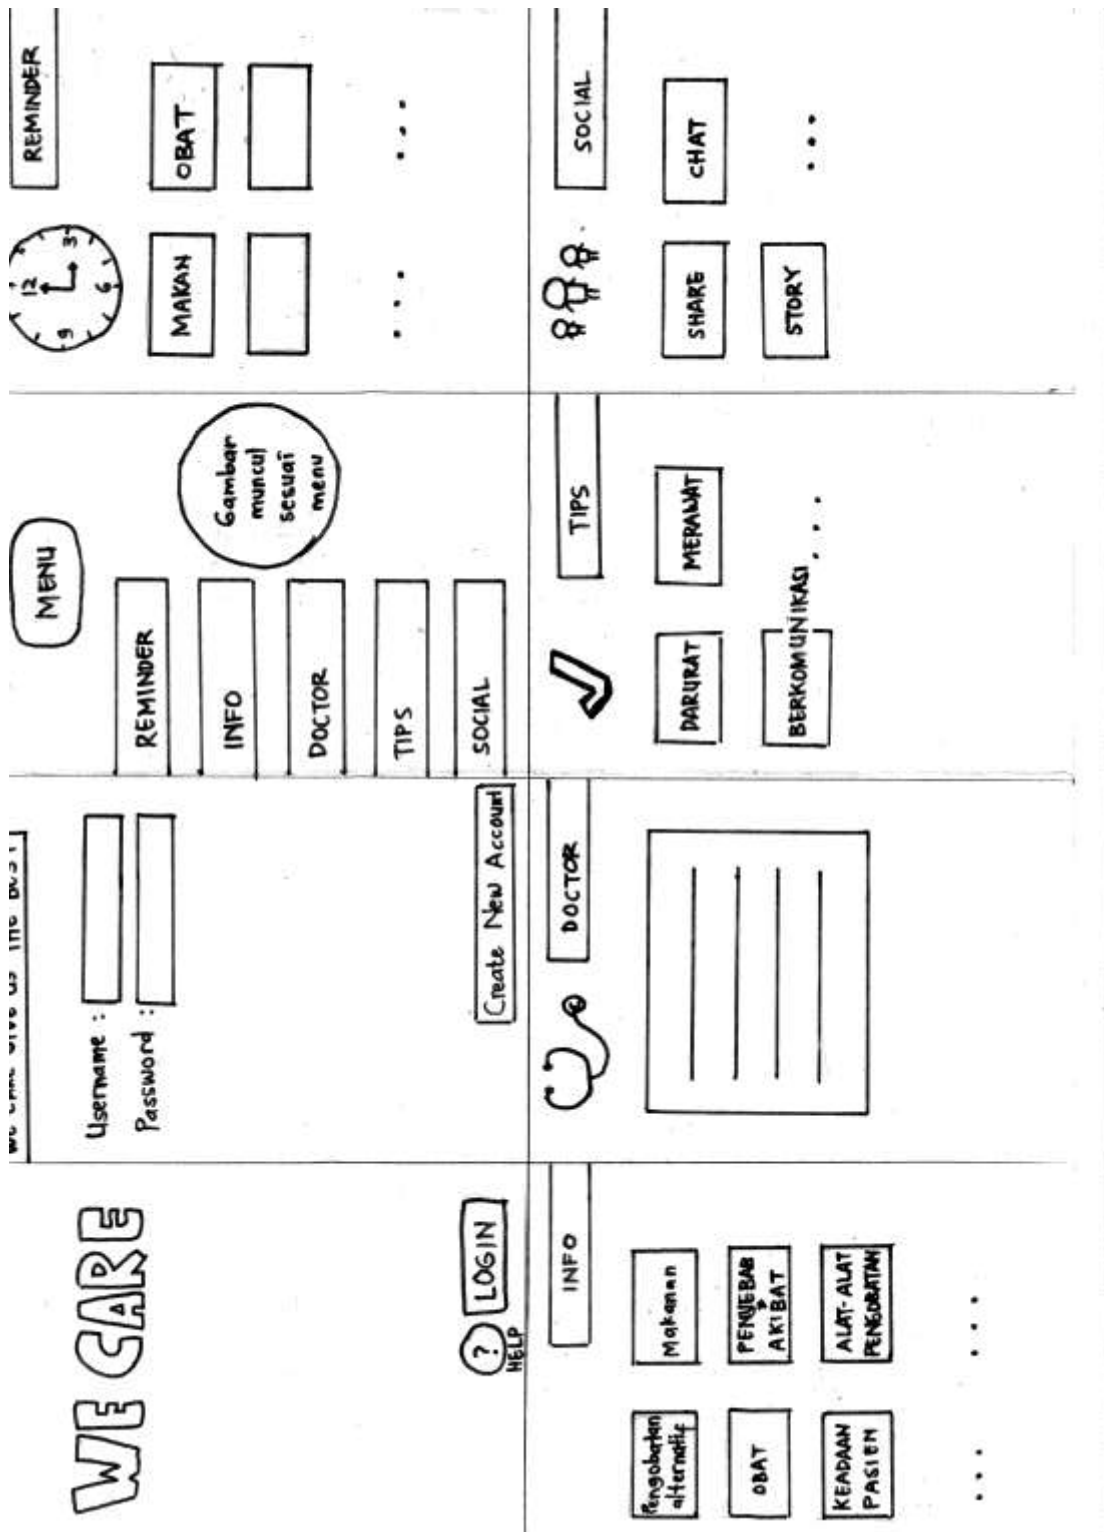 WE CARE
? LOGIN
HELP
Username :
Password :
Create New Account
MENU
REMINDER
INFO
DOCTOR
TIPS
SOCIAL
Gambar
muncul
sesuai
menu
12
3
6
9
REMINDER
MAKAN
OBAT
...
...
INFO
Pengobatan
alternatif
Makanan
OBAT
PENYEBAB
AKIBAT
KEADAAN
PASIEN
ALAT-ALAT
PENGOBATAN
...
...
DOCTOR
TIPS
DARURAT
MERAWAT
BERKOMUNIKASI
...
SOCIAL
SHARE
CHAT
STORY
...